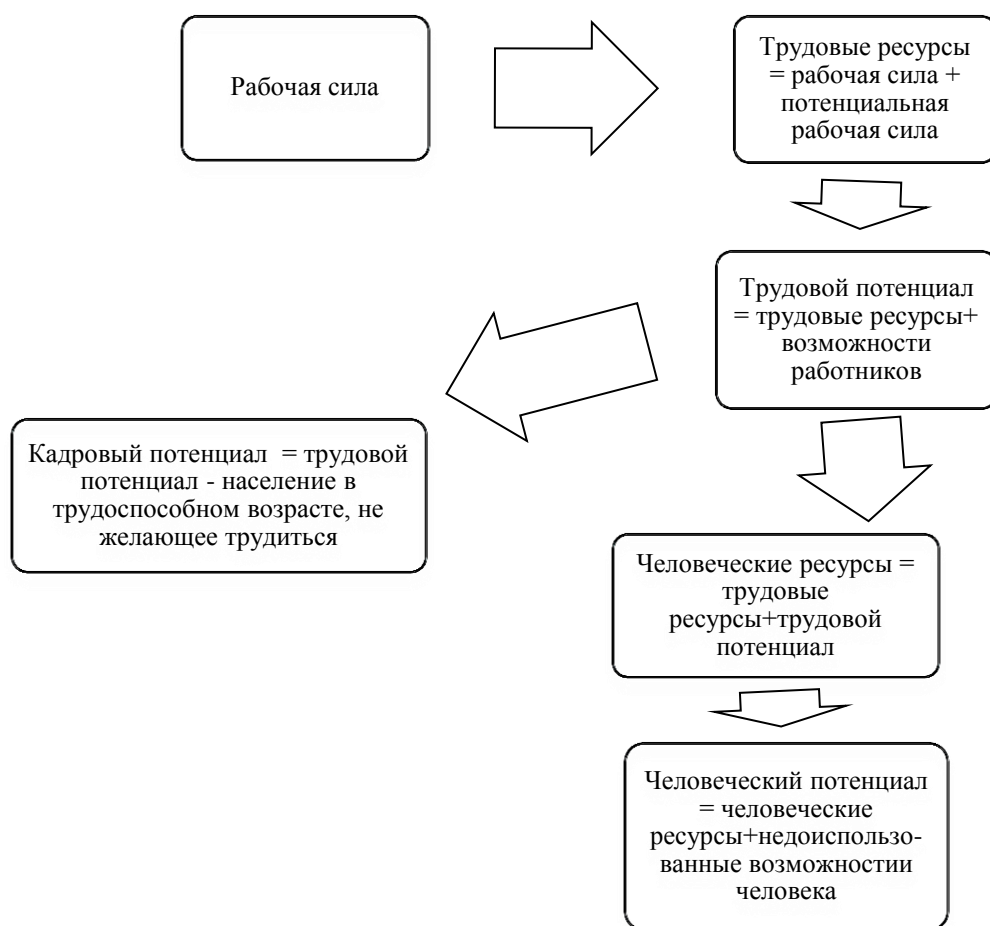 Рабочая сила
Трудовые ресурсы
= рабочая сила +
потенциальная
рабочая сила
Трудовой потенциал
= трудовые ресурсы+
возможности
работников
Кадровый потенциал = трудовой
потенциал - население в
трудоспособном возрасте, не
желающее трудиться
Человеческие ресурсы =
трудовые
ресурсы+трудовой
потенциал
Человеческий потенциал
= человеческие
ресурсы+недоиспользо-
ванные возможностии
человека